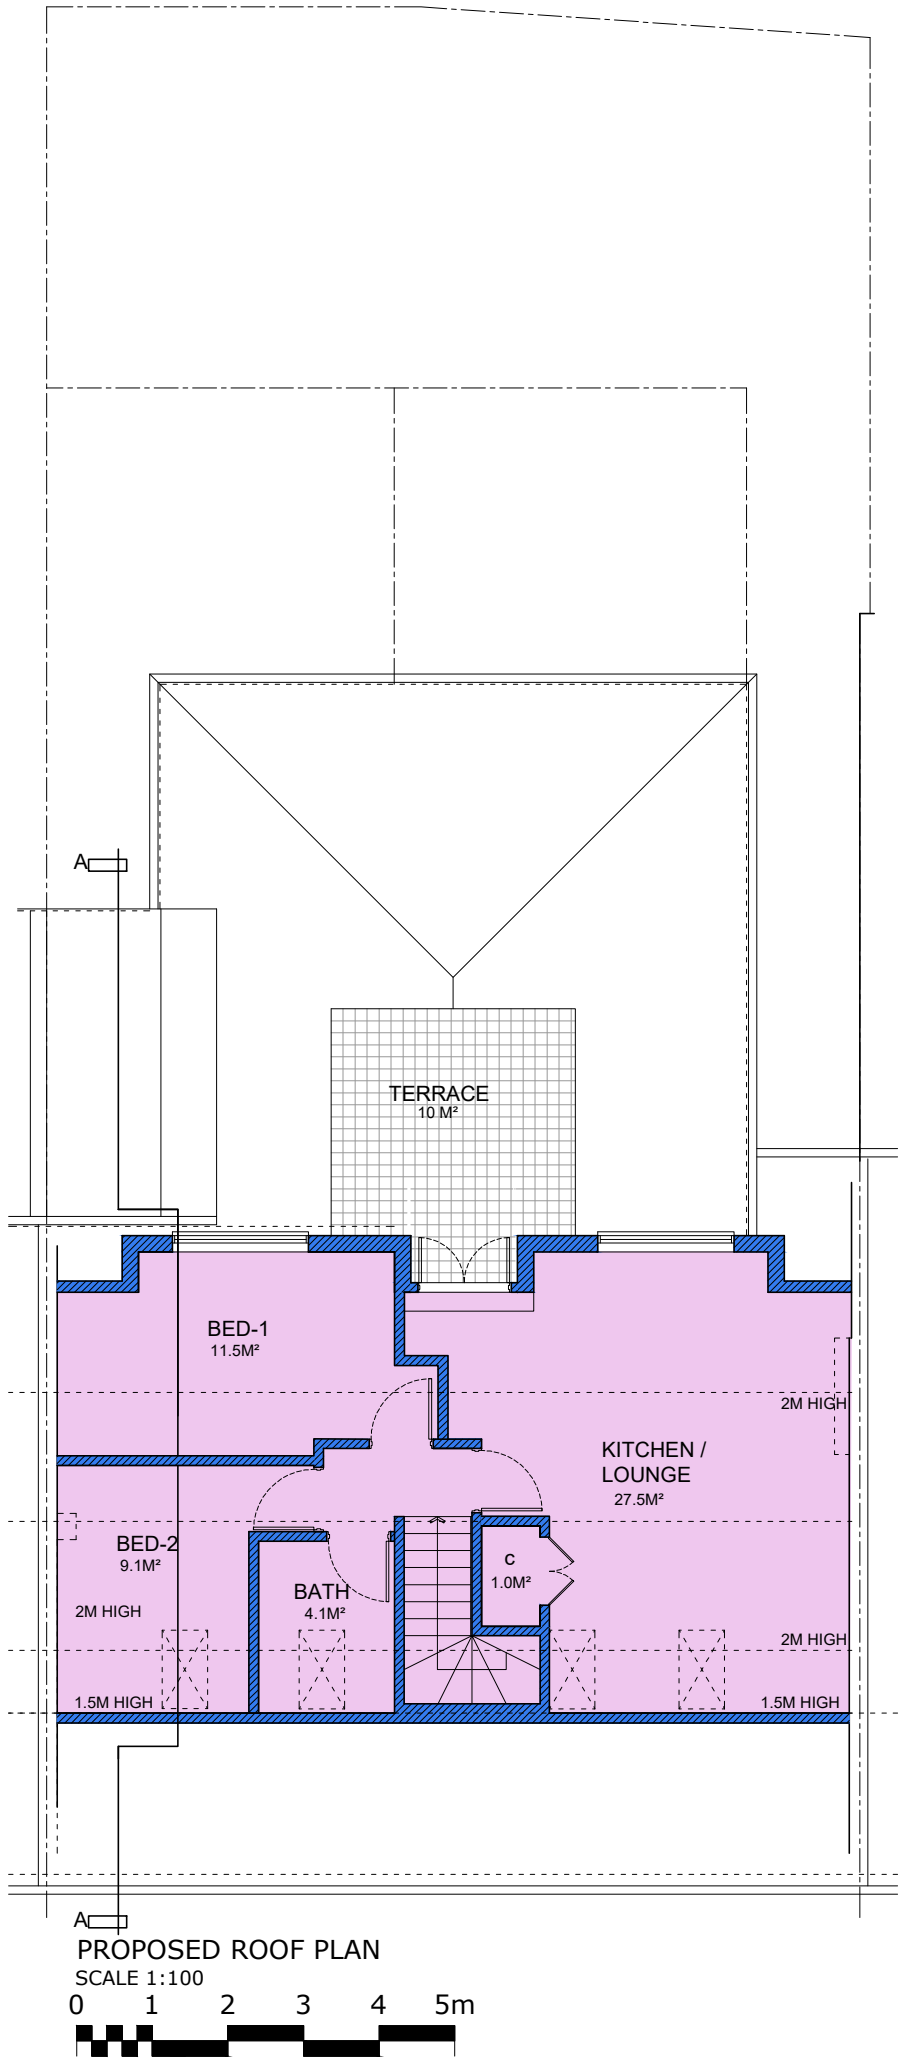 A
TERRACE
10 M²
BED-1
11.5M²
2M HIGH
KITCHEN /
LOUNGE
27.5M²
BED-2
9.1M²
C
1.0M²
BATH
4.1M²
2M HIGH
2M HIGH
1.5M HIGH
1.5M HIGH
A
PROPOSED ROOF PLAN
SCALE 1:100
0 1 2 3 4 5m